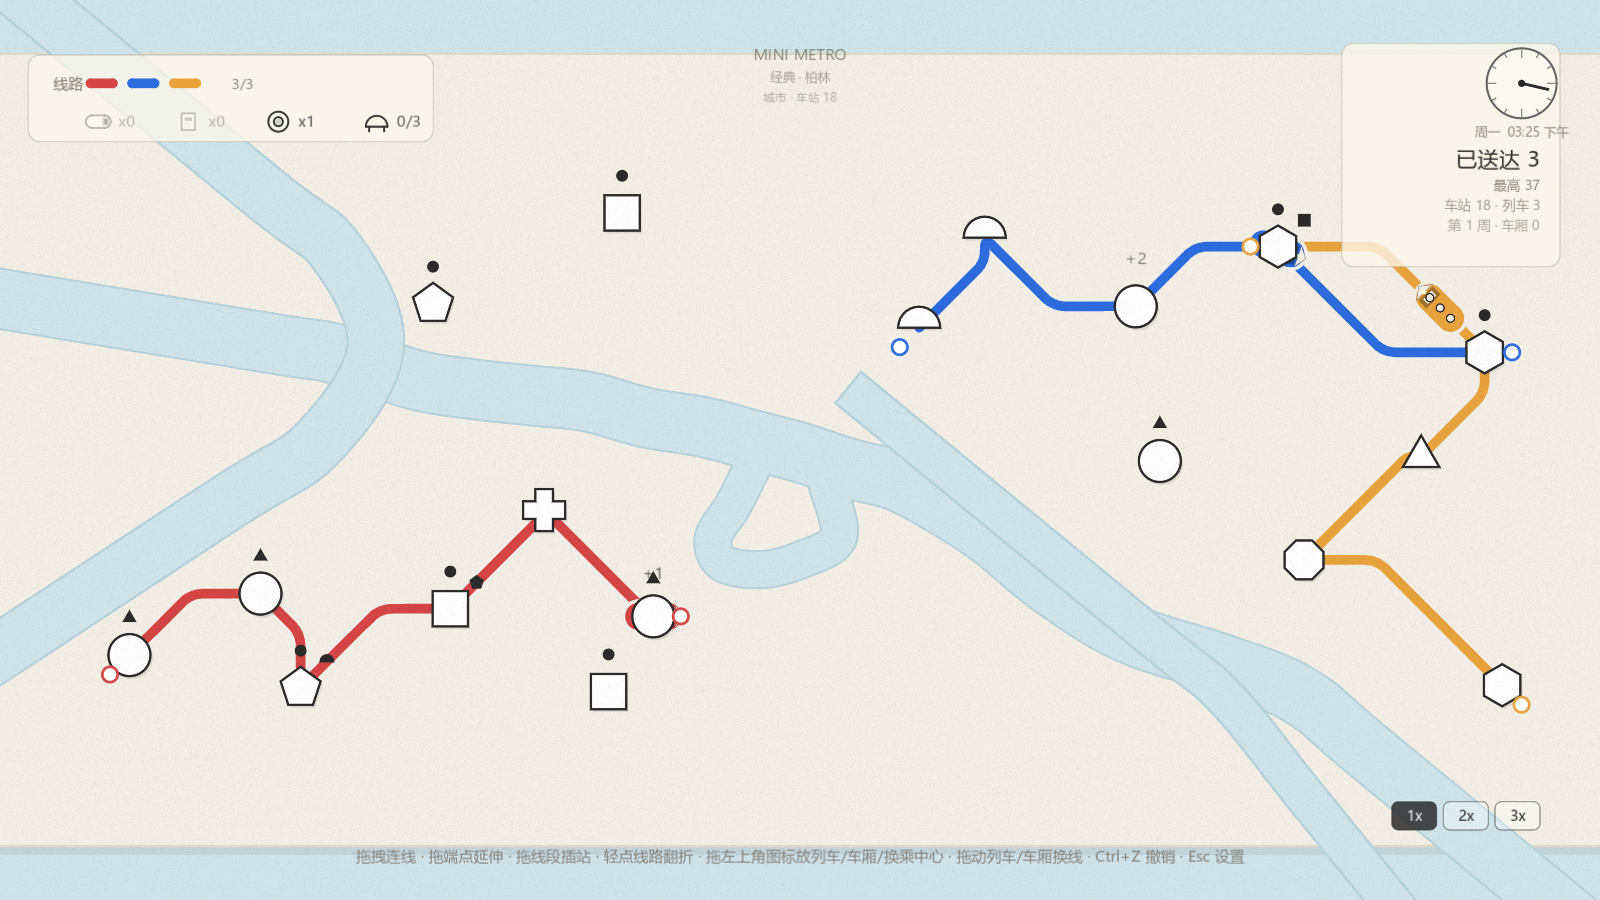 线路 3/3
x0 x0 x1 0/3
MINI METRO
经典 · 柏林
城市 · 车站 18
周一 03:25 下午
已送达 3
最高 37
车站 18 · 列车 3
第 1 周 · 车厢 0
+2
+1
1x 2x 3x
拖拽连线 · 拖端点延伸 · 拖线段插站 · 轻点线路翻折 · 拖左上角图标放列车/车厢/换乘中心 · 拖动列车/车厢换线 · Ctrl+Z 撤销 · Esc 设置